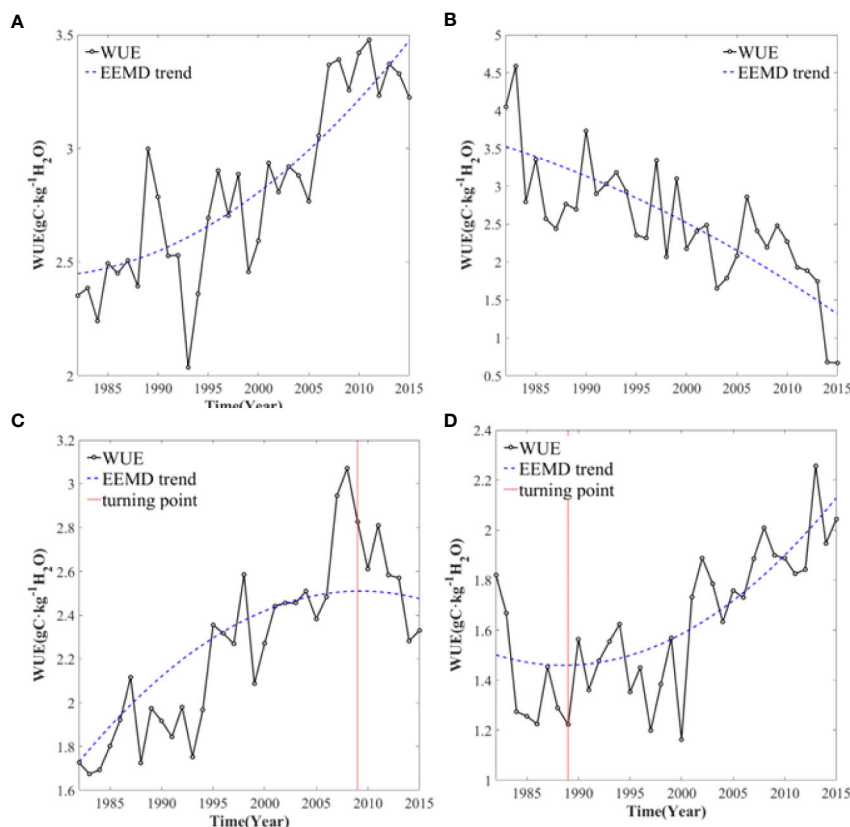 A
WUE(gC·kg⁻¹H₂O)
3.5
3
2.5
2
WUE
EEMD trend
1985 1990 1995 2000 2005 2010 2015
Time(Year)
B
WUE(gC·kg⁻¹H₂O)
5
4.5
4
3.5
3
2.5
2
1.5
1
0.5
WUE
EEMD trend
1985 1990 1995 2000 2005 2010 2015
Time(Year)
C
WUE(gC·kg⁻¹H₂O)
3.2
3
2.8
2.6
2.4
2.2
2
1.8
1.6
WUE
EEMD trend
turning point
1985 1990 1995 2000 2005 2010 2015
Time(Year)
D
WUE(gC·kg⁻¹H₂O)
2.4
2.2
2
1.8
1.6
1.4
1.2
1
WUE
EEMD trend
turning point
1985 1990 1995 2000 2005 2010 2015
Time(Year)